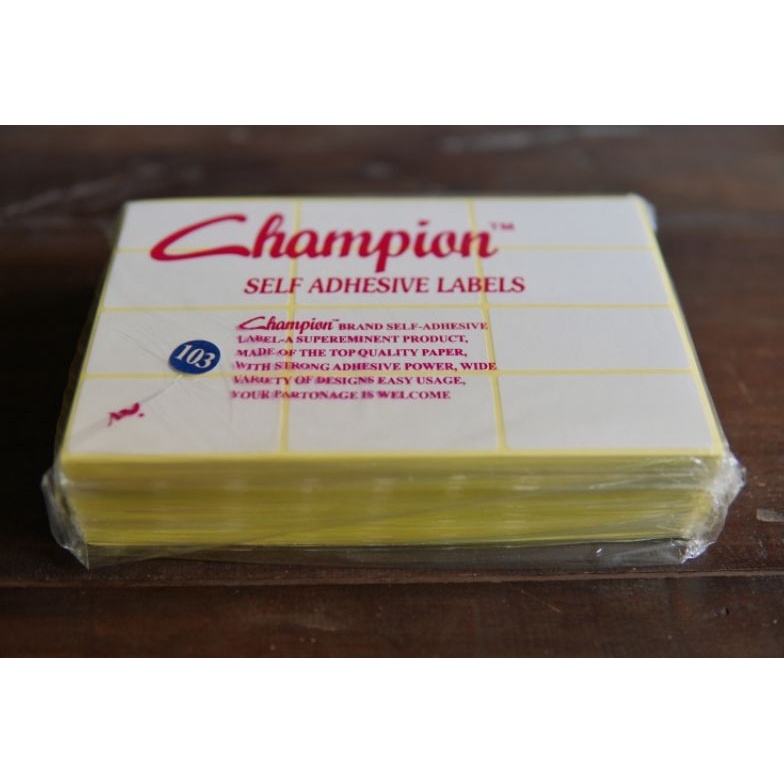 Champion™
SELF ADHESIVE LABELS
Champion™ BRAND SELF-ADHESIVE
LABEL-A SUPEREMINENT PRODUCT,
MADE OF THE TOP QUALITY PAPER,
WITH STRONG ADHESIVE POWER, WIDE
VARIETY OF DESIGNS EASY USAGE,
YOUR PARTONAGE IS WELCOME
103